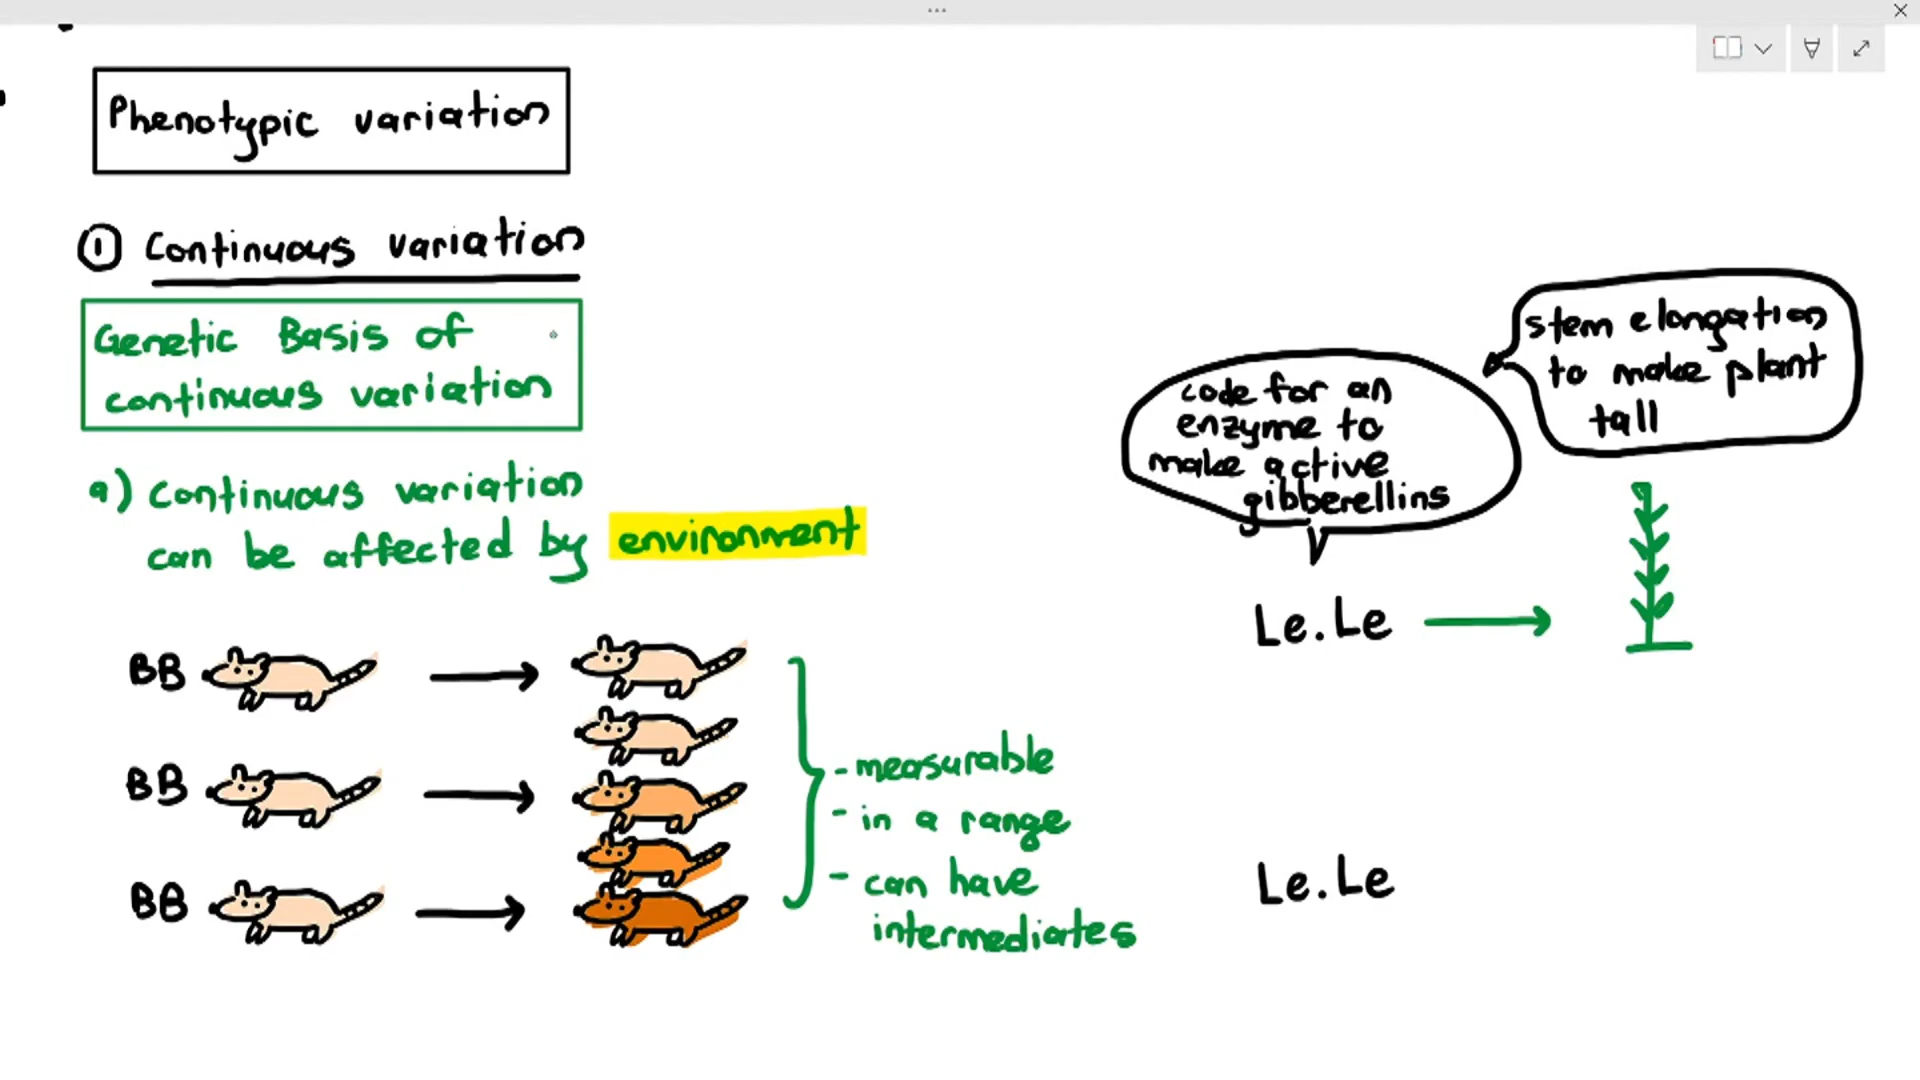 Phenotypic variation
① Continuous variation
Genetic Basis of
continuous variation
a) Continuous variation
can be affected by environment
BB
BB
BB
- measurable
- in a range
- can have
intermediates
code for an
enzyme to
make active
gibberellins
stem elongation
to make plant
tall
Le.Le
Le.Le